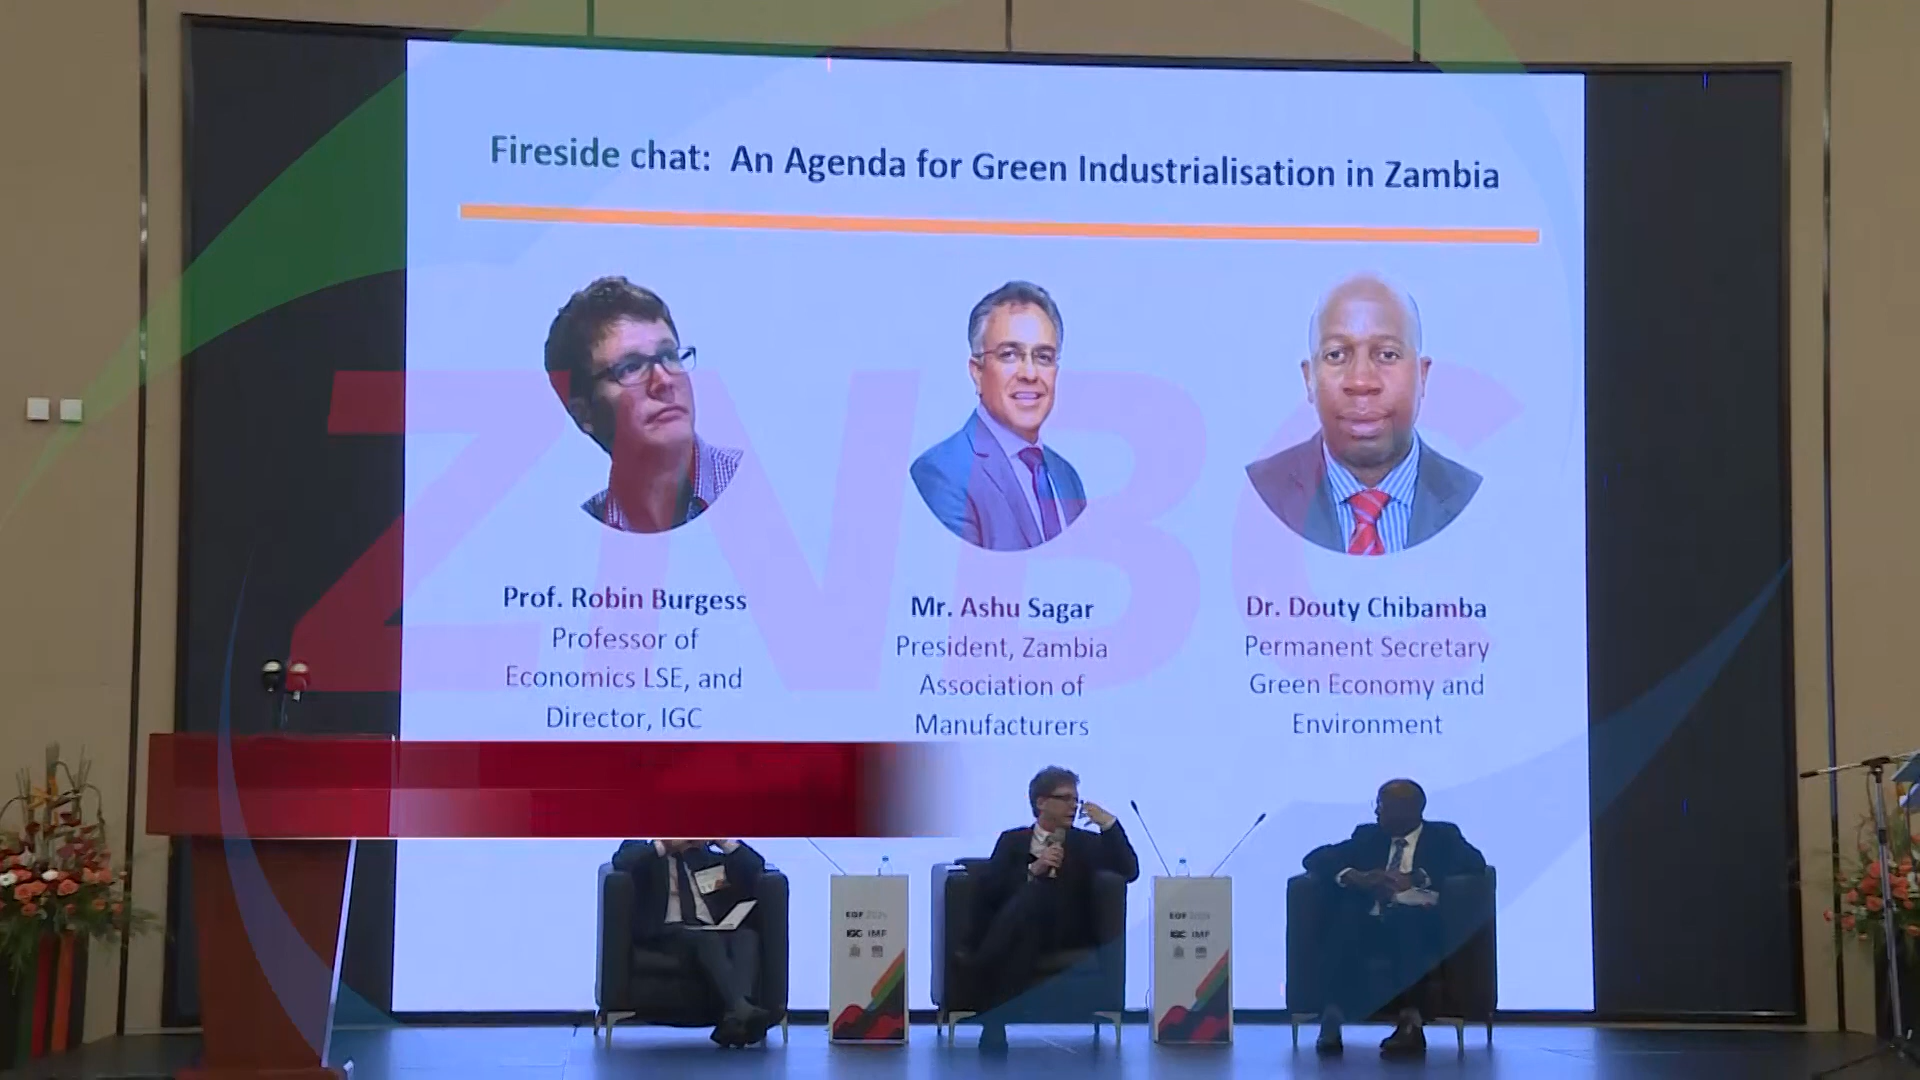 Fireside chat: An Agenda for Green Industrialisation in Zambia
ZNBC
Prof. Robin Burgess
Professor of
Economics LSE, and
Director, IGC
Mr. Ashu Sagar
President, Zambia
Association of
Manufacturers
Dr. Douty Chibamba
Permanent Secretary
Green Economy and
Environment
EGF
IGC IMF
EGF
IGC IMF